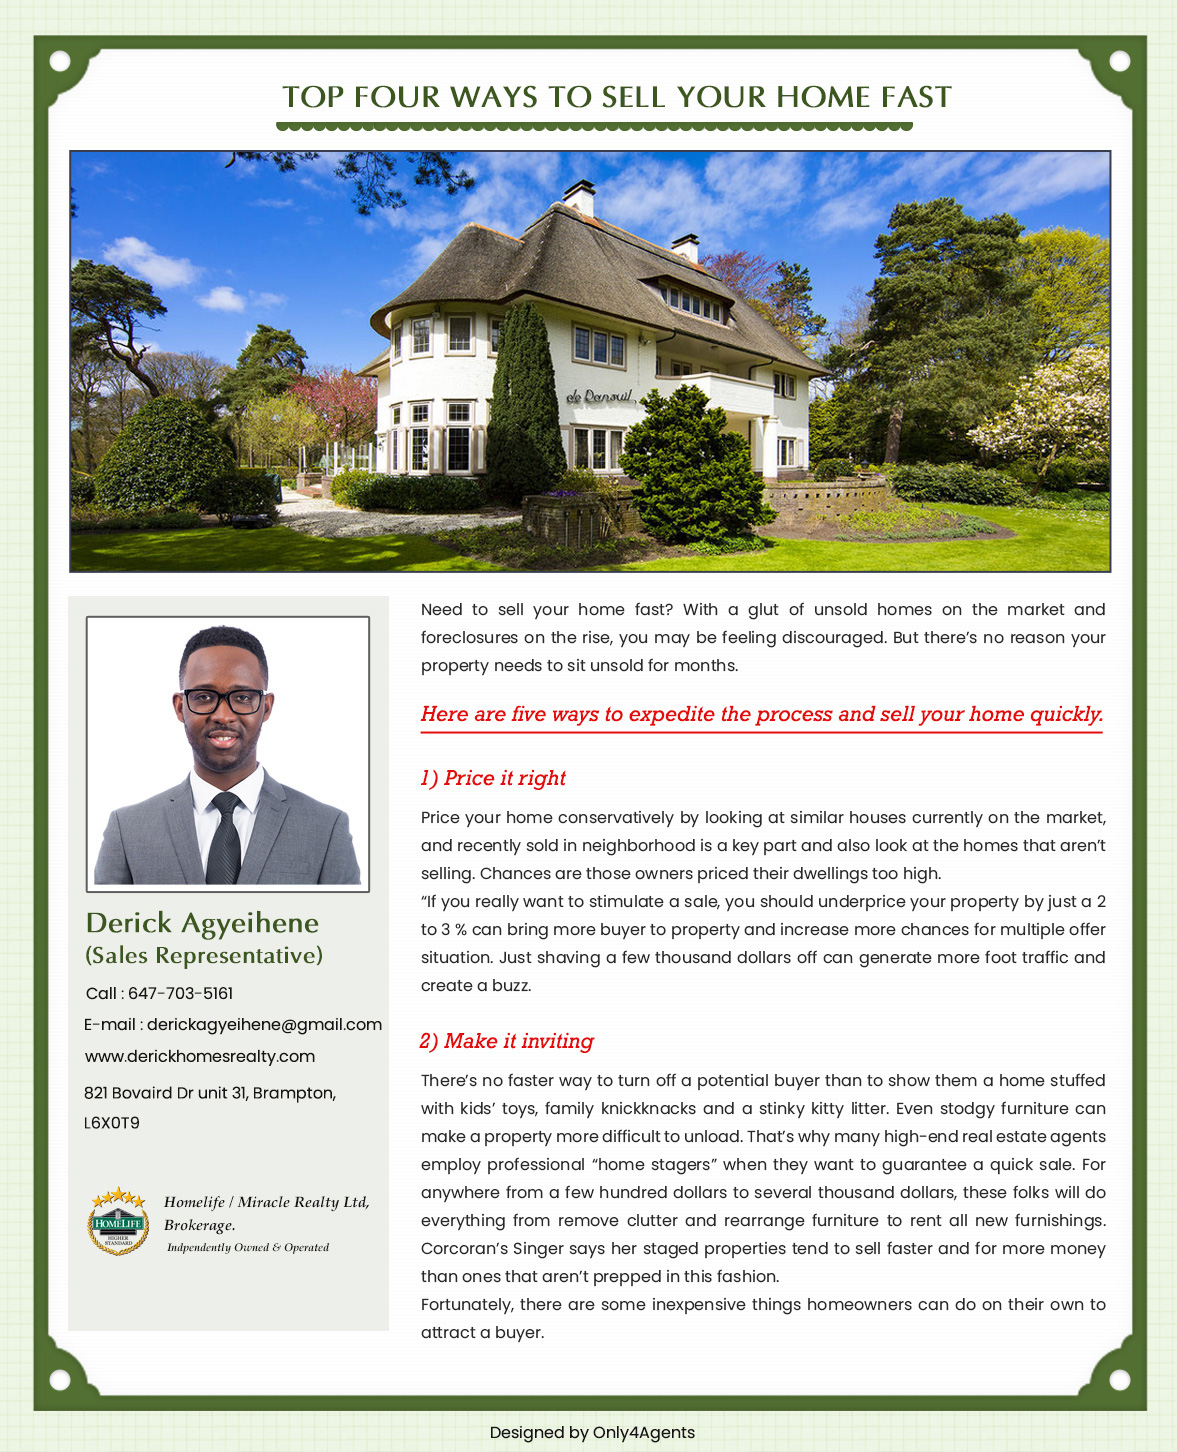 TOP FOUR WAYS TO SELL YOUR HOME FAST
Need to sell your home fast? With a glut of unsold homes on the market and
foreclosures on the rise, you may be feeling discouraged. But there’s no reason your
property needs to sit unsold for months.
Here are five ways to expedite the process and sell your home quickly.
1) Price it right
Price your home conservatively by looking at similar houses currently on the market,
and recently sold in neighborhood is a key part and also look at the homes that aren’t
selling. Chances are those owners priced their dwellings too high.
“If you really want to stimulate a sale, you should underprice your property by just a 2
to 3 % can bring more buyer to property and increase more chances for multiple offer
situation. Just shaving a few thousand dollars off can generate more foot traffic and
create a buzz.
2) Make it inviting
There’s no faster way to turn off a potential buyer than to show them a home stuffed
with kids’ toys, family knickknacks and a stinky kitty litter. Even stodgy furniture can
make a property more difficult to unload. That’s why many high-end real estate agents
employ professional “home stagers” when they want to guarantee a quick sale. For
anywhere from a few hundred dollars to several thousand dollars, these folks will do
everything from remove clutter and rearrange furniture to rent all new furnishings.
Corcoran’s Singer says her staged properties tend to sell faster and for more money
than ones that aren’t prepped in this fashion.
Fortunately, there are some inexpensive things homeowners can do on their own to
attract a buyer.
Derick Agyeihene
(Sales Representative)
Call : 647-703-5161
E-mail : derickagyeihene@gmail.com
www.derickhomesrealty.com
821 Bovaird Dr unit 31, Brampton,
L6X0T9
HOMELIFE
HIGHER
STANDARD
Homelife / Miracle Realty Ltd,
Brokerage.
Indpendently Owned & Operated
Designed by Only4Agents